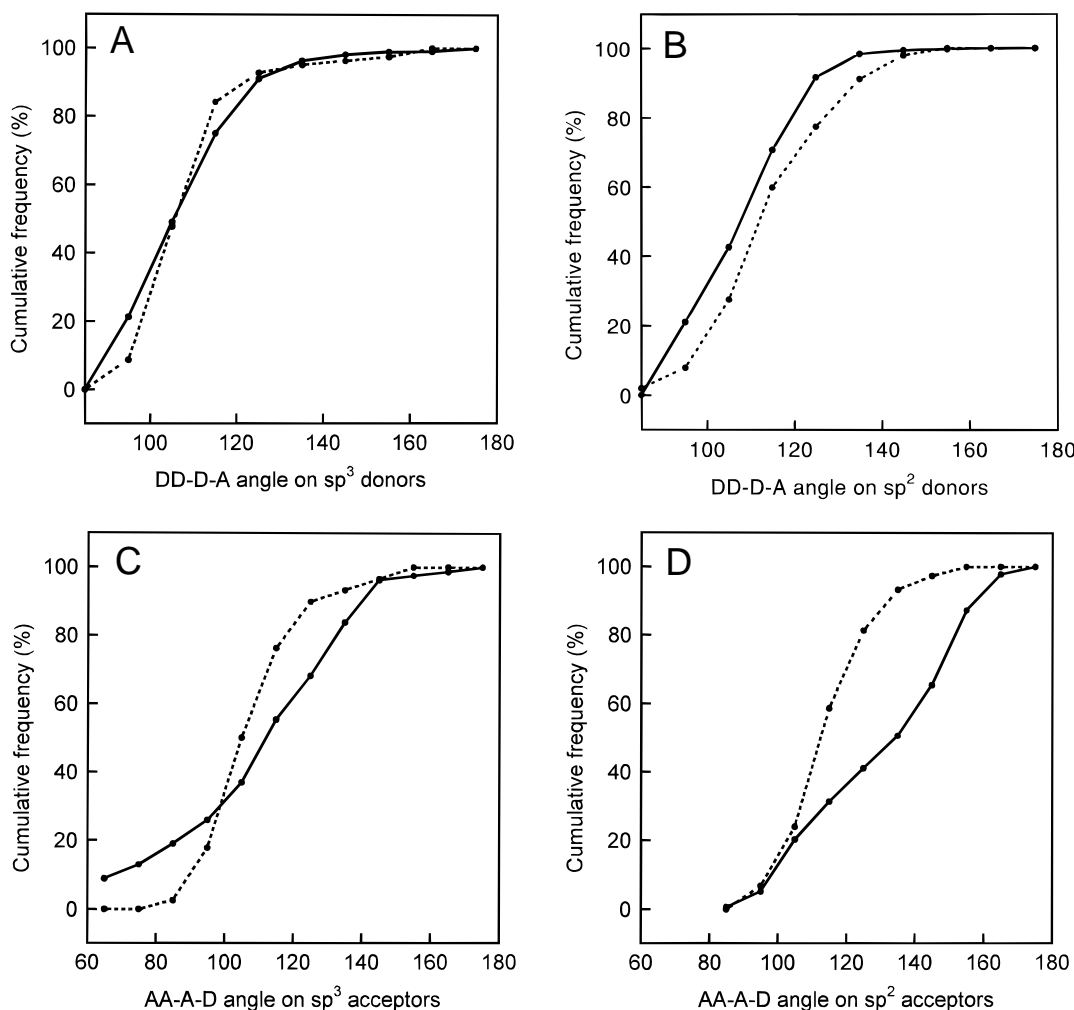 A
Cumulative frequency (%)
100
80
60
40
20
0
100 120 140 160 180
DD-D-A angle on sp³ donors
B
Cumulative frequency (%)
100
80
60
40
20
0
100 120 140 160 180
DD-D-A angle on sp² donors
C
Cumulative frequency (%)
100
80
60
40
20
0
60 80 100 120 140 160 180
AA-A-D angle on sp³ acceptors
D
Cumulative frequency (%)
100
80
60
40
20
0
60 80 100 120 140 160 180
AA-A-D angle on sp² acceptors